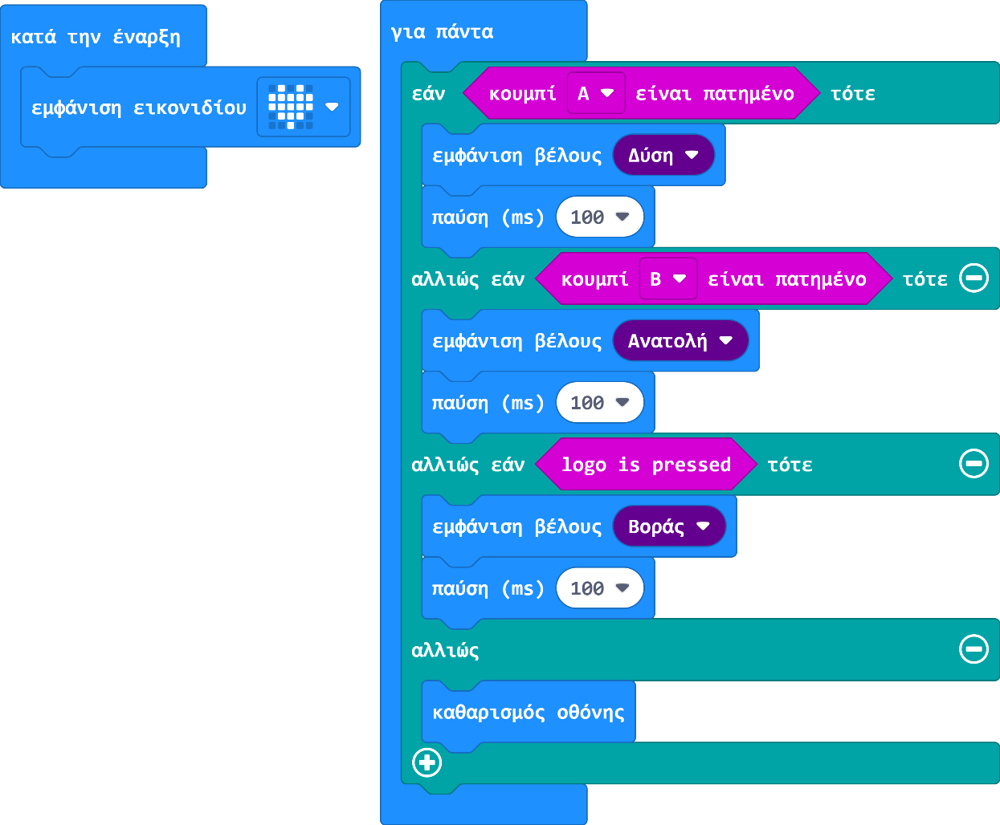 κατά την έναρξη
εμφάνιση εικονιδίου
για πάντα
εάν κουμπί A είναι πατημένο τότε
εμφάνιση βέλους Δύση
παύση (ms) 100
αλλιώς εάν κουμπί B είναι πατημένο τότε
εμφάνιση βέλους Ανατολή
παύση (ms) 100
αλλιώς εάν logo is pressed τότε
εμφάνιση βέλους Βοράς
παύση (ms) 100
αλλιώς
καθαρισμός οθόνης